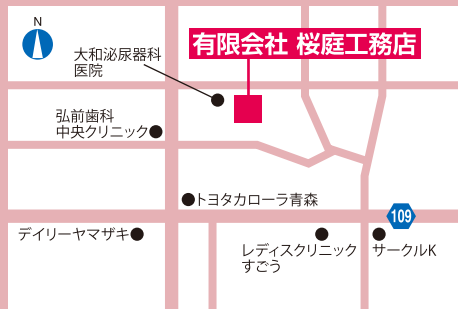 N
有限会社 桜庭工務店
大和泌尿器科
医院
弘前歯科
中央クリニック
トヨタカローラ青森
109
デイリーヤマザキ
レディスクリニック
すごう
サークルK